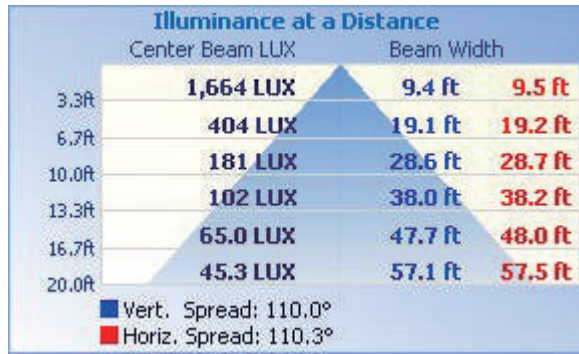 Illuminance at a Distance
Center Beam LUX Beam Width
3.3ft 1,664 LUX 9.4 ft 9.5 ft
6.7ft 404 LUX 19.1 ft 19.2 ft
10.0ft 181 LUX 28.6 ft 28.7 ft
13.3ft 102 LUX 38.0 ft 38.2 ft
16.7ft 65.0 LUX 47.7 ft 48.0 ft
20.0ft 45.3 LUX 57.1 ft 57.5 ft
Vert. Spread: 110.0°
Horiz. Spread: 110.3°